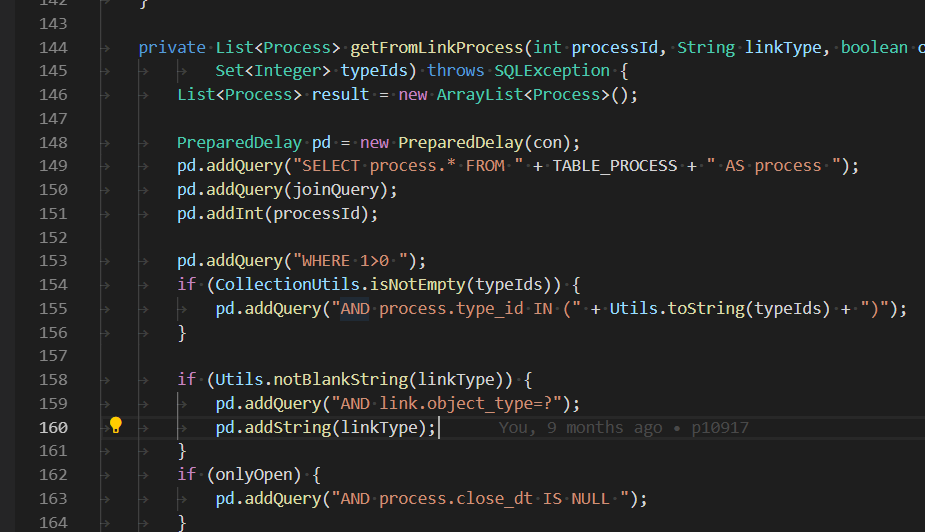 142 }
143
144 private List<Process> getFromLinkProcess(int processId, String linkType, boolean o
145 Set<Integer> typeIds) throws SQLException {
146 List<Process> result = new ArrayList<Process>();
147
148 PreparedDelay pd = new PreparedDelay(con);
149 pd.addQuery("SELECT process.* FROM " + TABLE_PROCESS + " AS process ");
150 pd.addQuery(joinQuery);
151 pd.addInt(processId);
152
153 pd.addQuery("WHERE 1>0 ");
154 if (CollectionUtils.isNotEmpty(typeIds)) {
155 pd.addQuery("AND process.type_id IN (" + Utils.toString(typeIds) + ")");
156 }
157
158 if (Utils.notBlankString(linkType)) {
159 pd.addQuery("AND link.object_type=?");
160 pd.addString(linkType); You, 9 months ago • p10917
161 }
162 if (onlyOpen) {
163 pd.addQuery("AND process.close_dt IS NULL ");
164 }